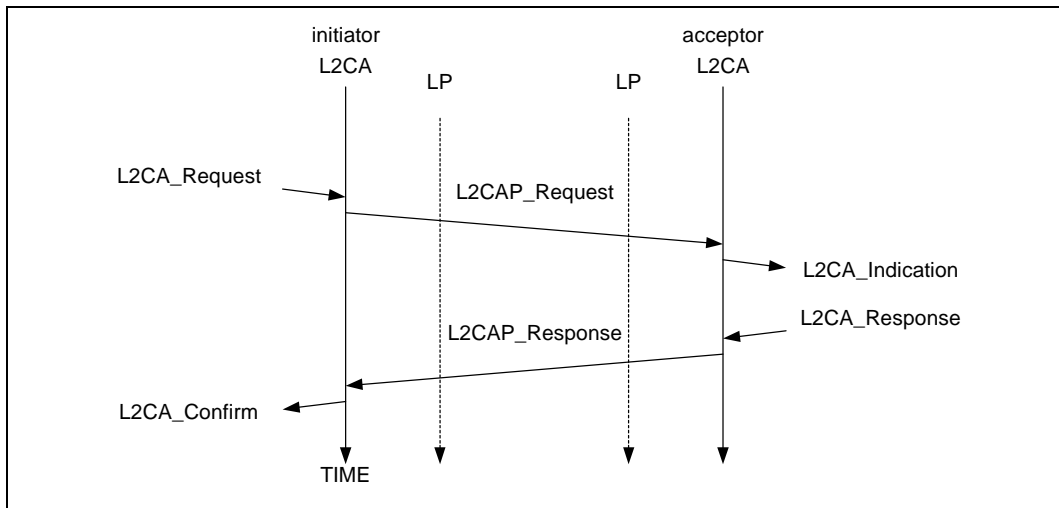 initiator
acceptor
L2CA
L2CA
LP
LP
L2CA_Request
L2CAP_Request
L2CA_Indication
L2CA_Response
L2CAP_Response
L2CA_Confirm
TIME